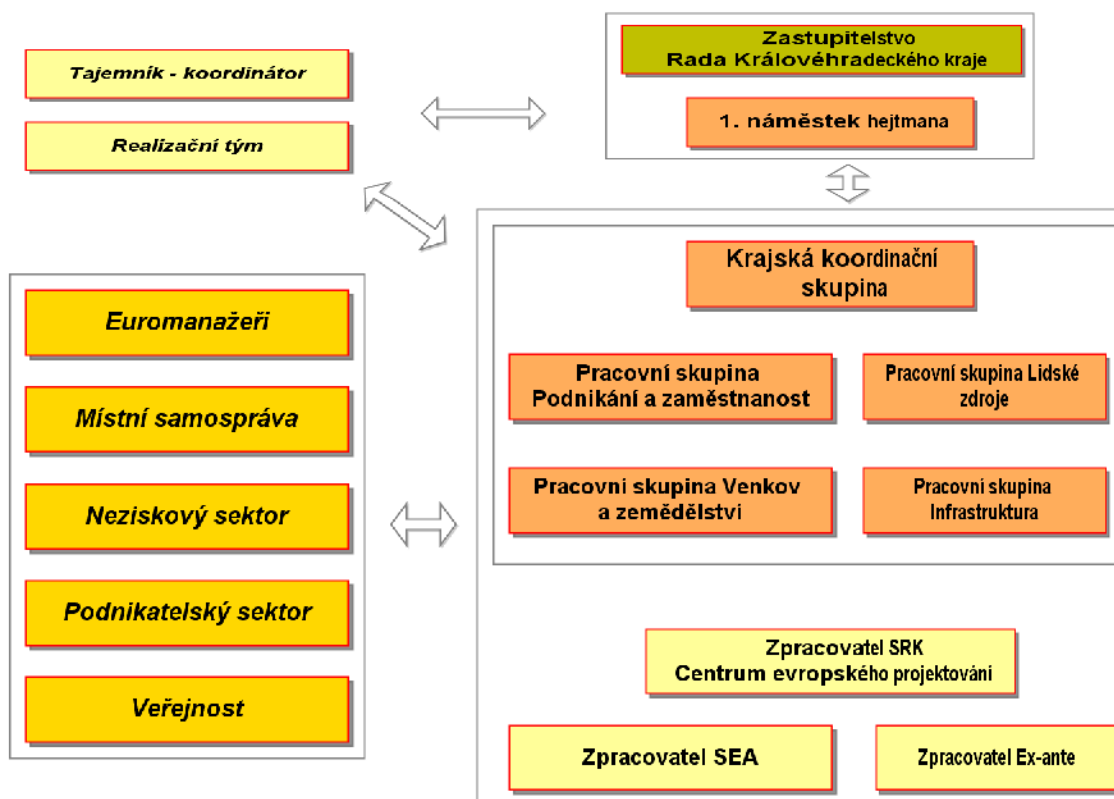 Tajemník - koordinátor
Realizační tým
Zastupitelstvo
Rada Královéhradeckého kraje
1. náměstek hejtmana
Krajská koordinační
skupina
Pracovní skupina
Podnikání a zaměstnanost
Pracovní skupina Lidské
zdroje
Pracovní skupina Venkov
a zemědělství
Pracovní skupina
Infrastruktura
Euromanažeři
Místní samospráva
Neziskový sektor
Podnikatelský sektor
Veřejnost
Zpracovatel SRK
Centrum evropského projektování
Zpracovatel SEA
Zpracovatel Ex-ante